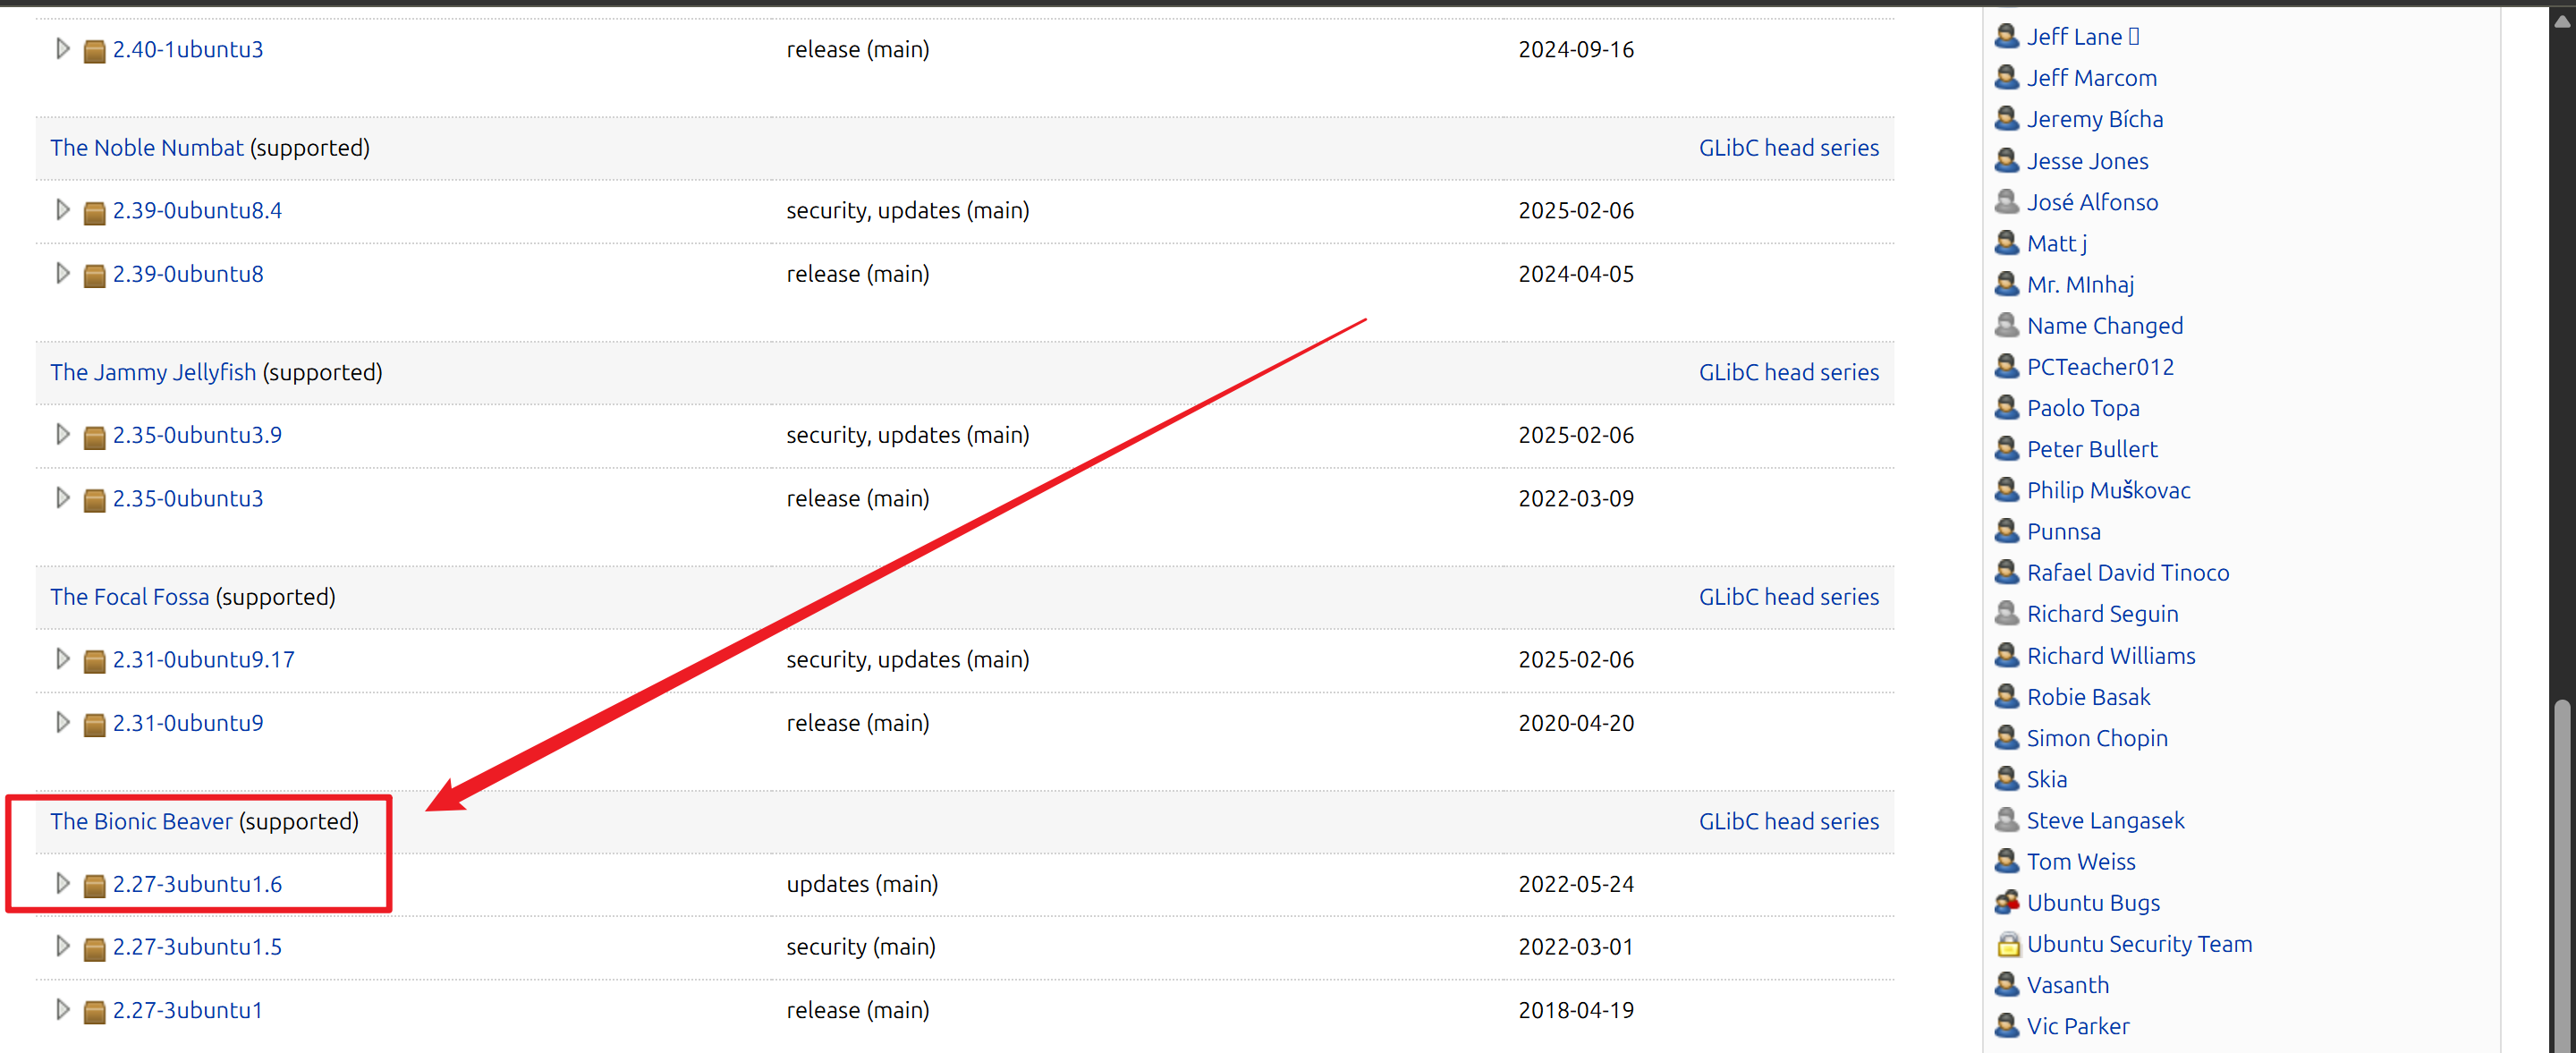 2.40-1ubuntu3 release (main) 2024-09-16
The Noble Numbat (supported) GLibC head series
2.39-0ubuntu8.4 security, updates (main) 2025-02-06
2.39-0ubuntu8 release (main) 2024-04-05
The Jammy Jellyfish (supported) GLibC head series
2.35-0ubuntu3.9 security, updates (main) 2025-02-06
2.35-0ubuntu3 release (main) 2022-03-09
The Focal Fossa (supported) GLibC head series
2.31-0ubuntu9.17 security, updates (main) 2025-02-06
2.31-0ubuntu9 release (main) 2020-04-20
The Bionic Beaver (supported) GLibC head series
2.27-3ubuntu1.6 updates (main) 2022-05-24
2.27-3ubuntu1.5 security (main) 2022-03-01
2.27-3ubuntu1 release (main) 2018-04-19
Jeff Lane
Jeff Marcom
Jeremy Bícha
Jesse Jones
José Alfonso
Matt j
Mr. MInhaj
Name Changed
PCTeacher012
Paolo Topa
Peter Bullert
Philip Muškovac
Punnsa
Rafael David Tinoco
Richard Seguin
Richard Williams
Robie Basak
Simon Chopin
Skia
Steve Langasek
Tom Weiss
Ubuntu Bugs
Ubuntu Security Team
Vasanth
Vic Parker